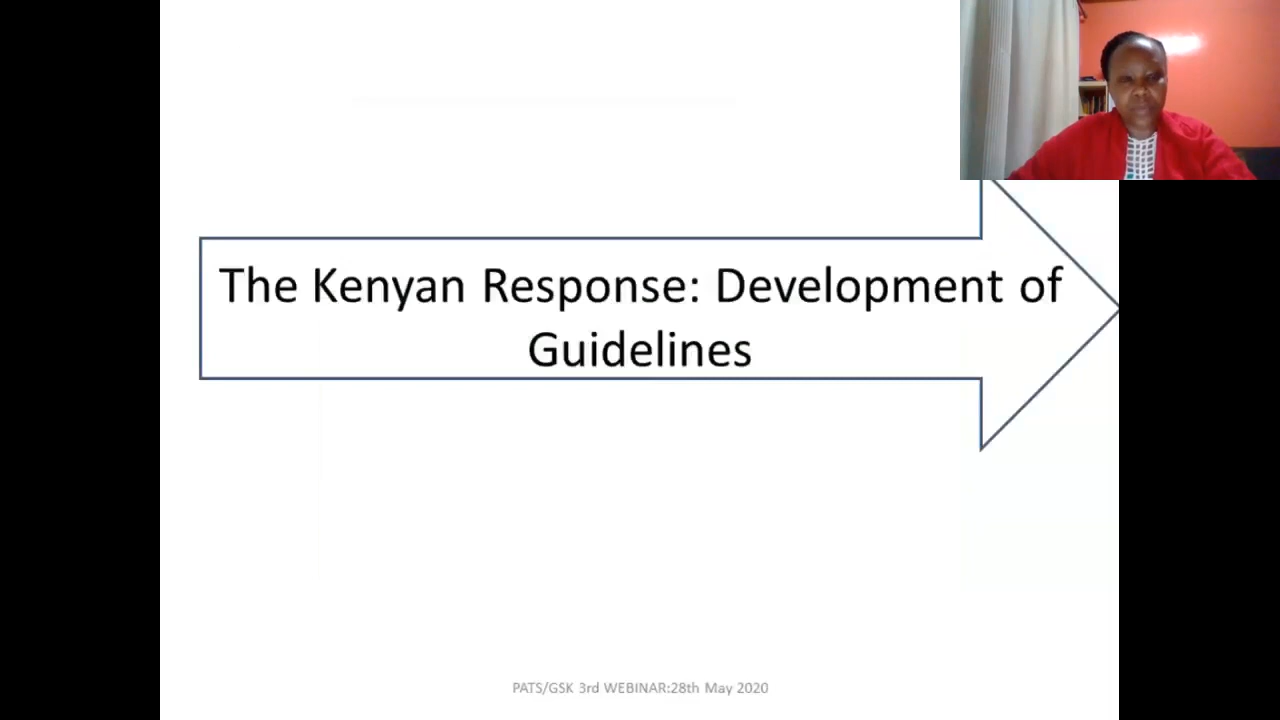 The Kenyan Response: Development of
Guidelines
PATS/GSK 3rd WEBINAR:28th May 2020